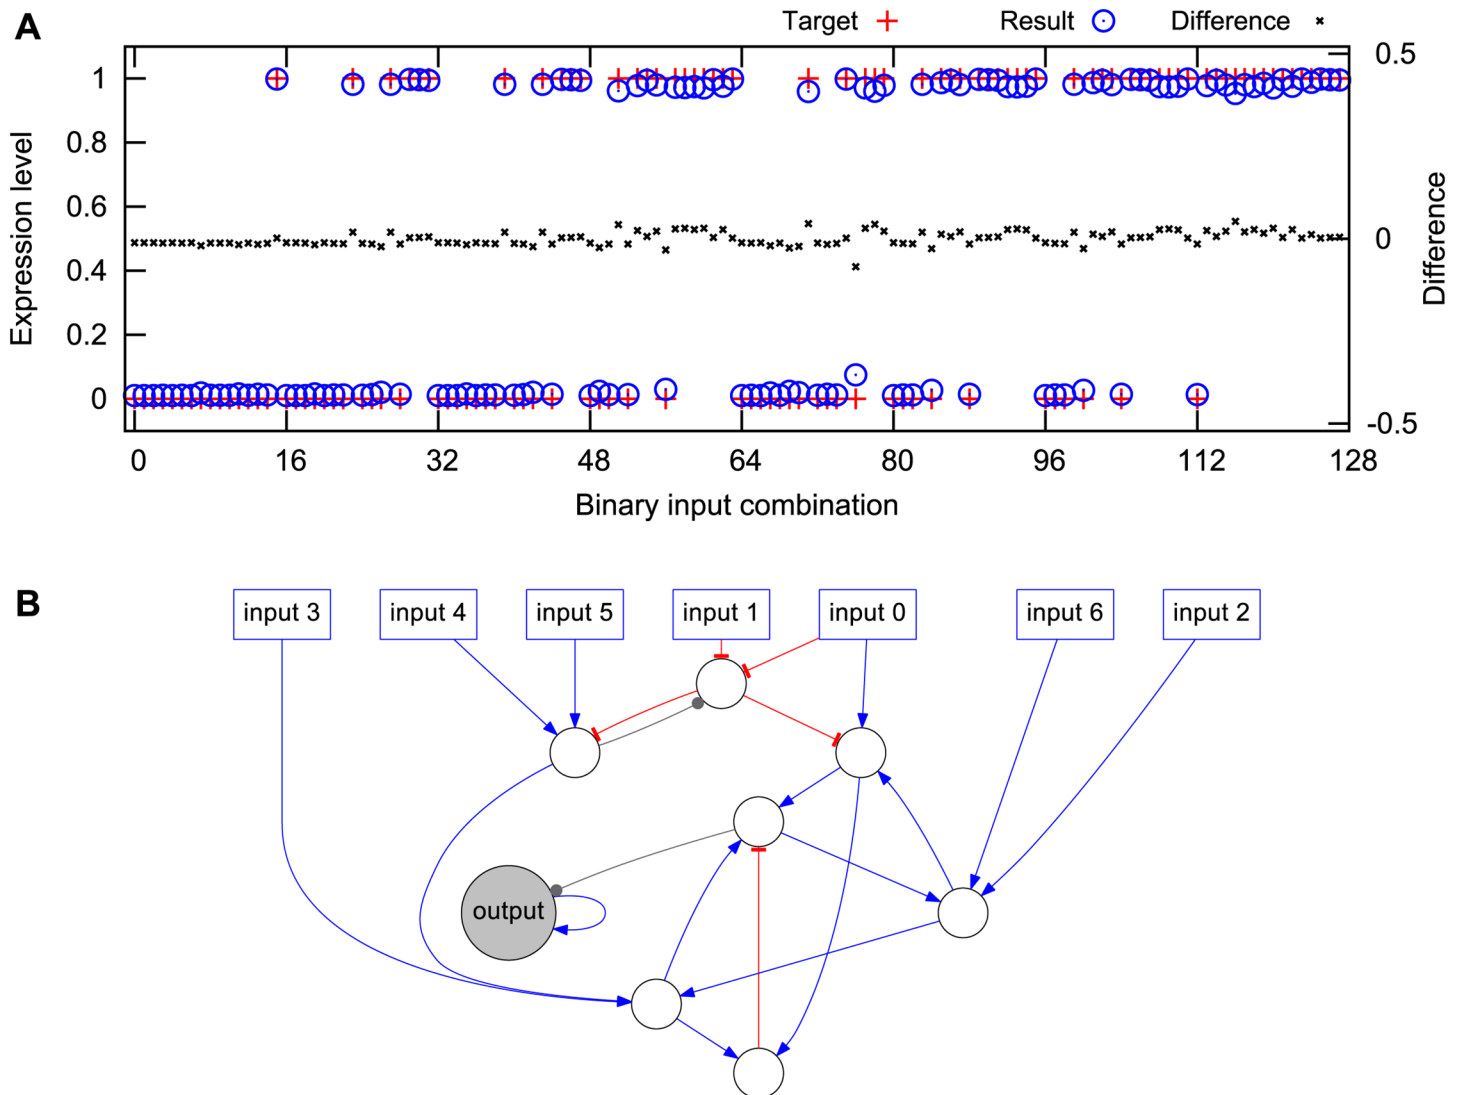 A
Target
Result
Difference
1
0.8
0.6
0.4
0.2
0
Expression level
0.5
0
-0.5
Difference
0 16 32 48 64 80 96 112 128
Binary input combination
B
input 3
input 4
input 5
input 1
input 0
input 6
input 2
output